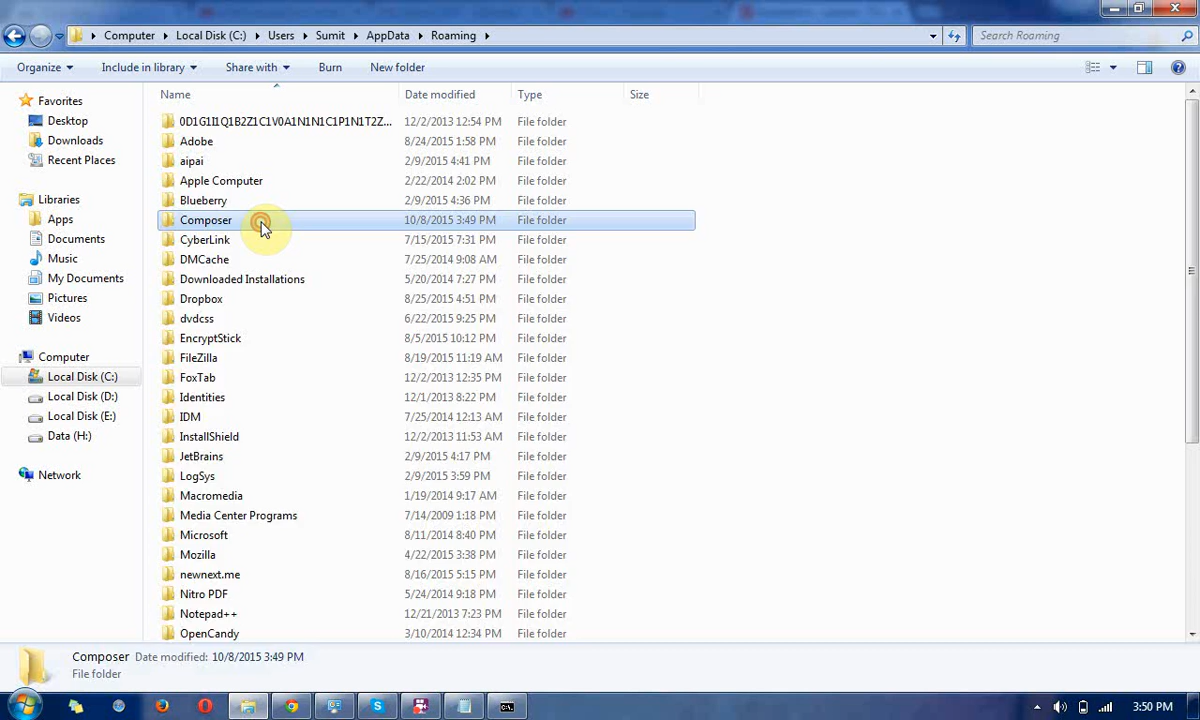 Computer Local Disk (C:) Users Sumit AppData Roaming Search Roaming
Organize Include in library Share with Burn New folder
Favorites
Desktop
Downloads
Recent Places
Libraries
Apps
Documents
Music
My Documents
Pictures
Videos
Computer
Local Disk (C:)
Local Disk (D:)
Local Disk (E:)
Data (H:)
Network
Name Date modified Type Size
0D1G1I1Q1B2Z1C1V0A1N1N1C1P1N1T2Z... 12/2/2013 12:54 PM File folder
Adobe 8/24/2015 1:58 PM File folder
aipai 2/9/2015 4:41 PM File folder
Apple Computer 2/22/2014 2:02 PM File folder
Blueberry 2/9/2015 4:36 PM File folder
Composer 10/8/2015 3:49 PM File folder
CyberLink 7/15/2015 7:31 PM File folder
DMCache 7/25/2014 9:08 AM File folder
Downloaded Installations 5/20/2014 7:27 PM File folder
Dropbox 8/25/2015 4:51 PM File folder
dvdcss 6/22/2015 9:25 PM File folder
EncryptStick 8/5/2015 10:12 PM File folder
FileZilla 8/19/2015 11:19 AM File folder
FoxTab 12/2/2013 12:35 PM File folder
Identities 12/1/2013 8:22 PM File folder
IDM 7/25/2014 12:13 AM File folder
InstallShield 12/2/2013 11:53 AM File folder
JetBrains 2/9/2015 4:17 PM File folder
LogSys 2/9/2015 3:59 PM File folder
Macromedia 1/19/2014 9:17 AM File folder
Media Center Programs 7/14/2009 1:18 PM File folder
Microsoft 8/11/2014 8:40 PM File folder
Mozilla 4/22/2015 3:38 PM File folder
newnext.me 8/16/2015 5:15 PM File folder
Nitro PDF 5/24/2014 9:18 PM File folder
Notepad++ 12/21/2013 7:23 PM File folder
OpenCandy 3/10/2014 12:34 PM File folder
Composer Date modified: 10/8/2015 3:49 PM
File folder
3:50 PM